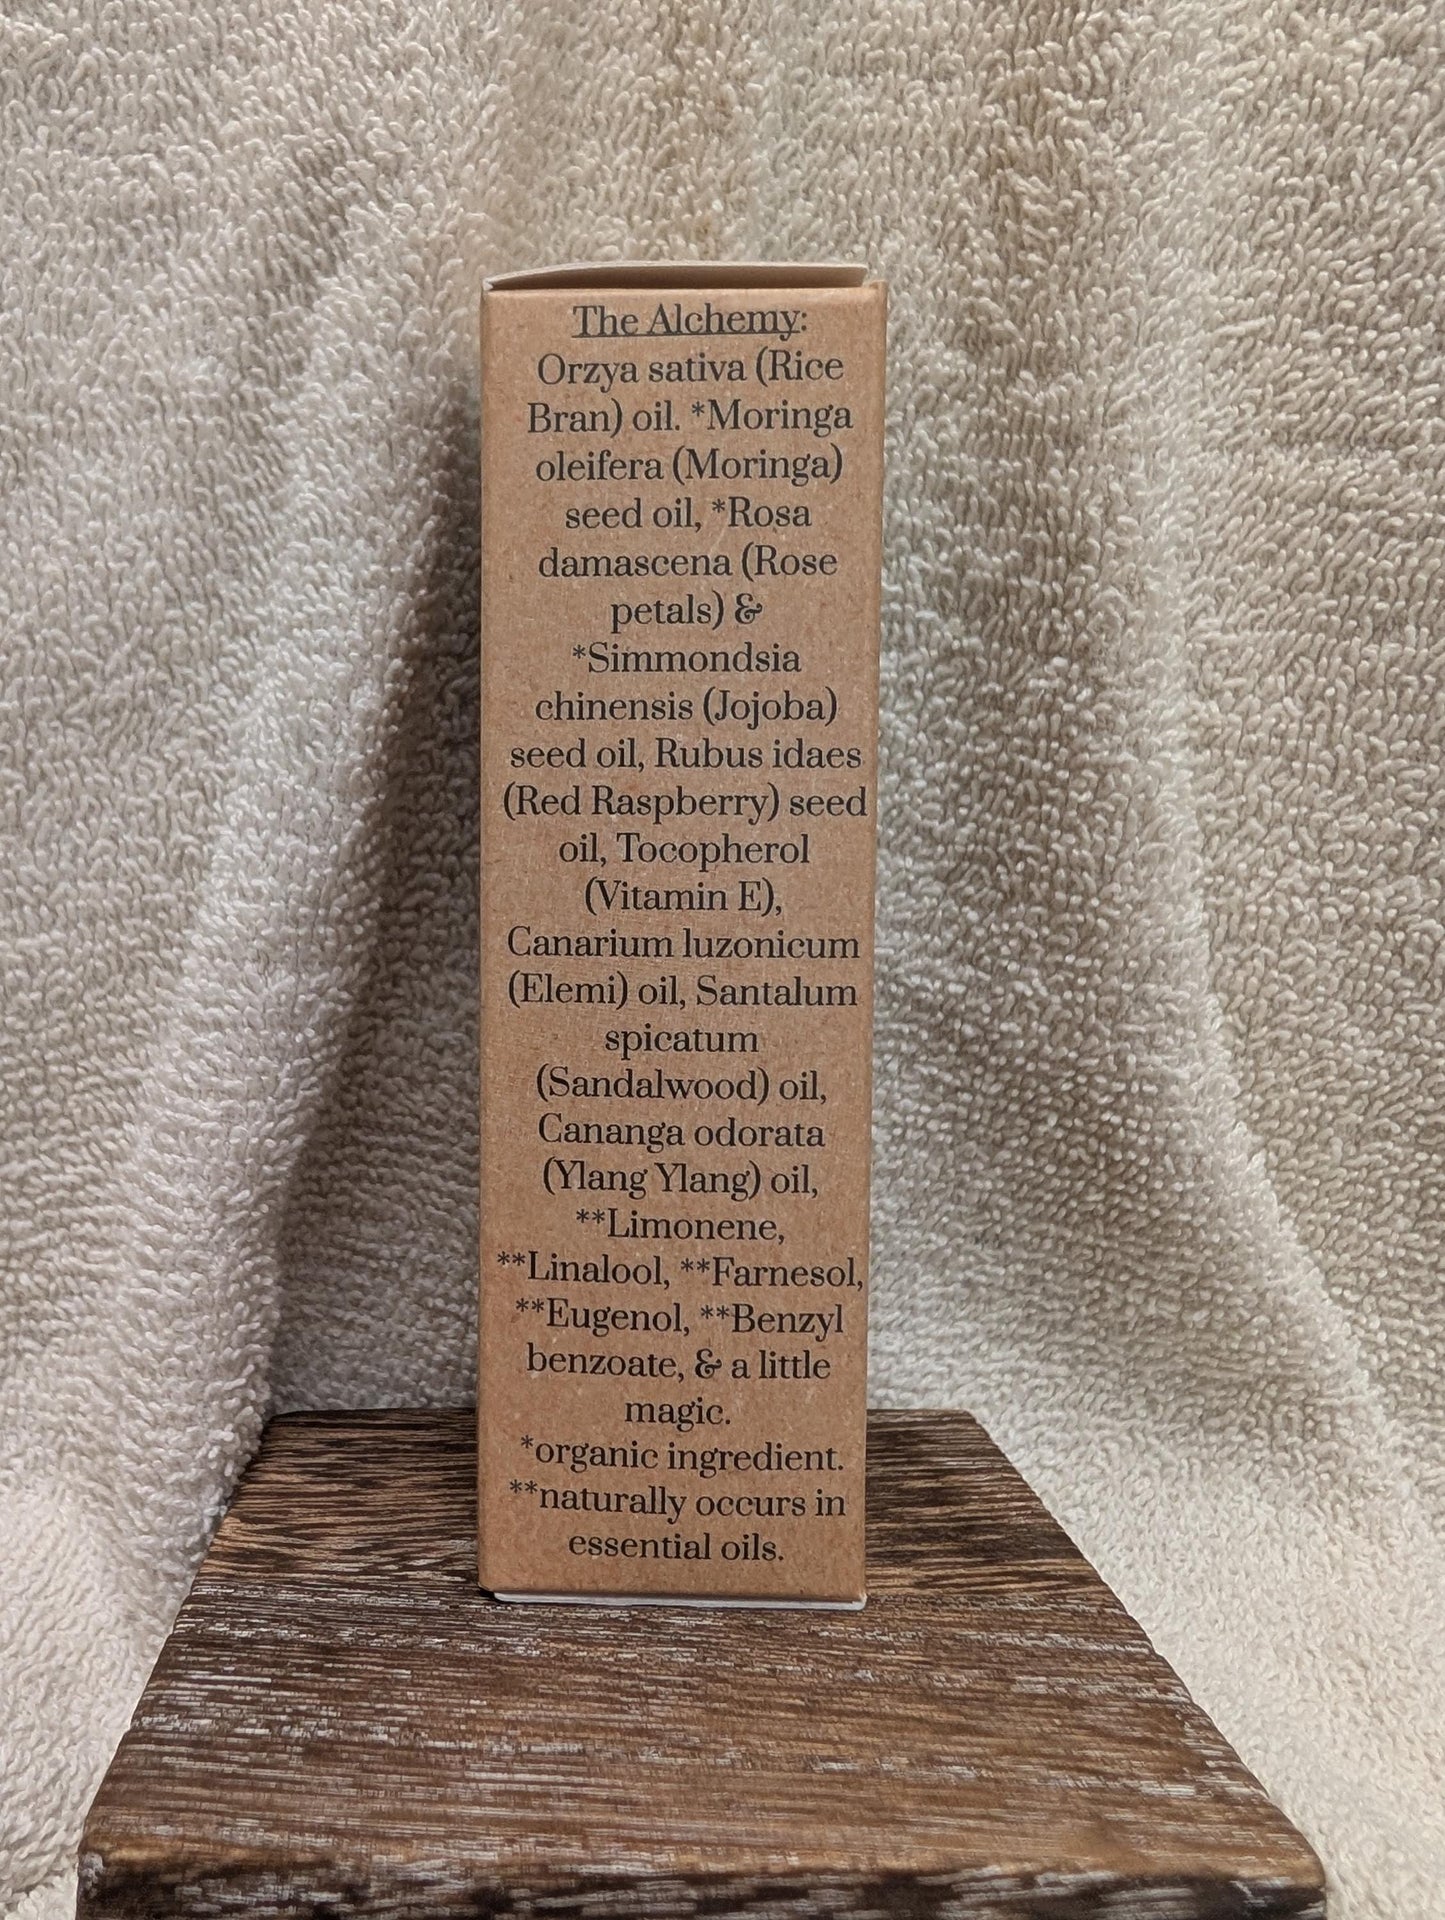 The Alchemy:
Orzya sativa (Rice
Bran) oil. *Moringa
oleifera (Moringa)
seed oil, *Rosa
damascena (Rose
petals) &
*Simmondsia
chinensis (Jojoba)
seed oil, Rubus idaes
(Red Raspberry) seed
oil, Tocopherol
(Vitamin E),
Canarium luzonicum
(Elemi) oil, Santalum
spicatum
(Sandalwood) oil,
Cananga odorata
(Ylang Ylang) oil,
**Limonene,
**Linalool, **Farnesol,
**Eugenol, **Benzyl
benzoate, & a little
magic.
*organic ingredient.
**naturally occurs in
essential oils.